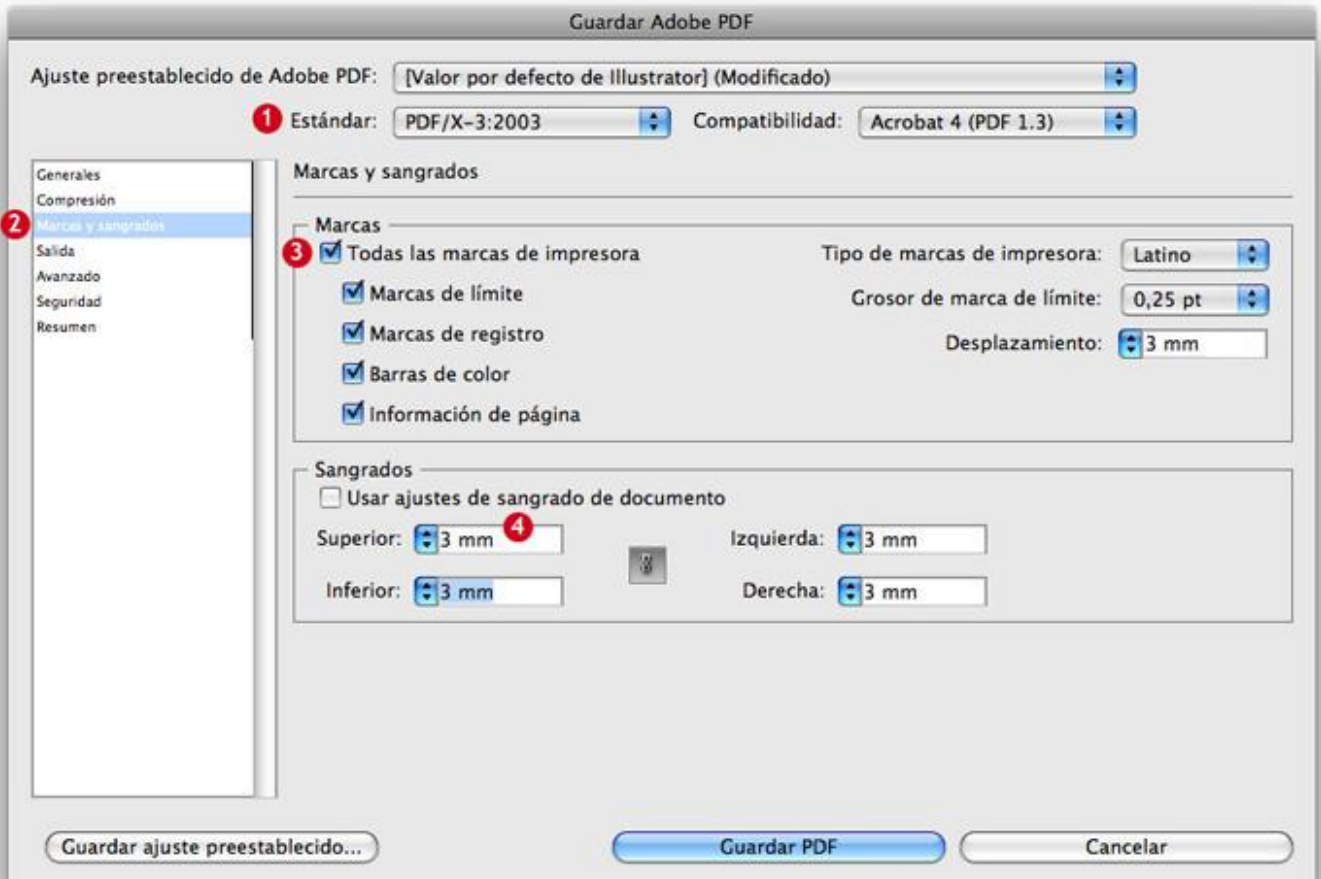 Guardar Adobe PDF
Ajuste preestablecido de Adobe PDF: [Valor por defecto de Illustrator] (Modificado)
1 Estándar: PDF/X-3:2003 Compatibilidad: Acrobat 4 (PDF 1.3)
Generales
Compresión
2 Marcas y sangrados
Salida
Avanzado
Seguridad
Resumen
Marcas y sangrados
Marcas
3 Todas las marcas de impresora
Marcas de límite
Marcas de registro
Barras de color
Información de página
Tipo de marcas de impresora: Latino
Grosor de marca de límite: 0,25 pt
Desplazamiento: 3 mm
Sangrados
Usar ajustes de sangrado de documento
Superior: 3 mm 4 Izquierda: 3 mm
Inferior: 3 mm Derecha: 3 mm
Guardar ajuste preestablecido... Guardar PDF Cancelar